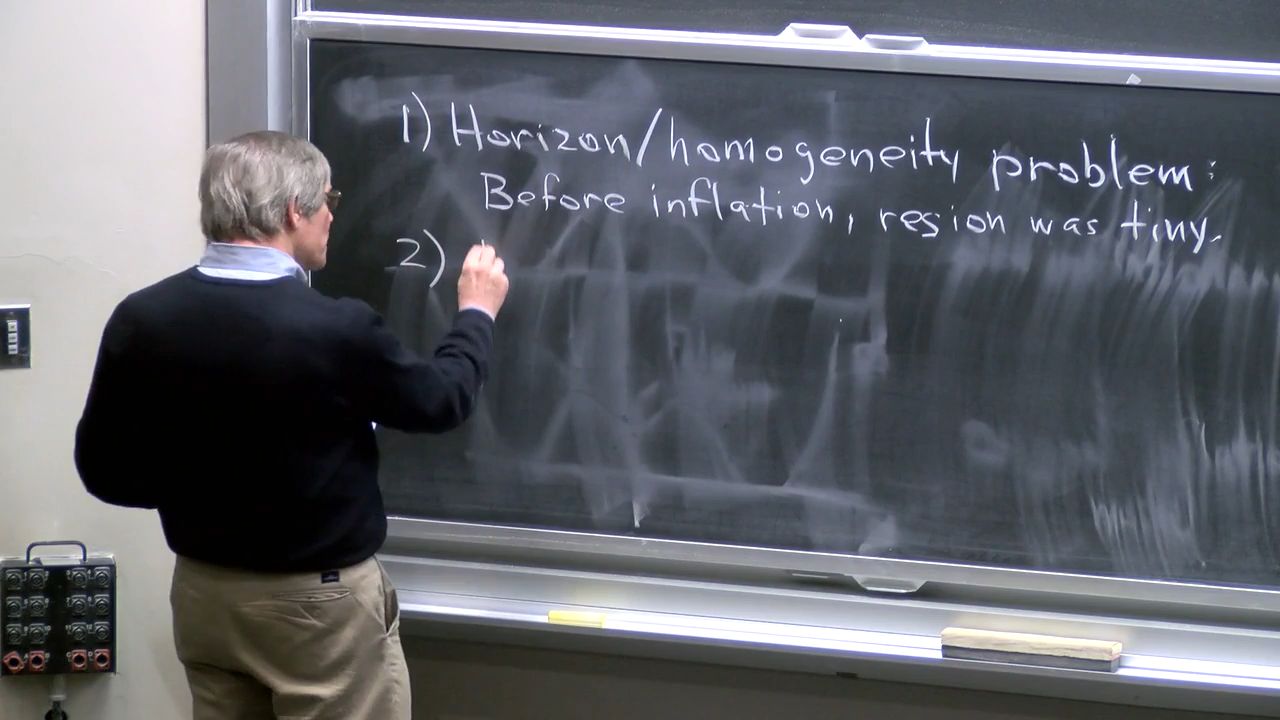 1) Horizon/homogeneity problem:
Before inflation, region was tiny.
2)